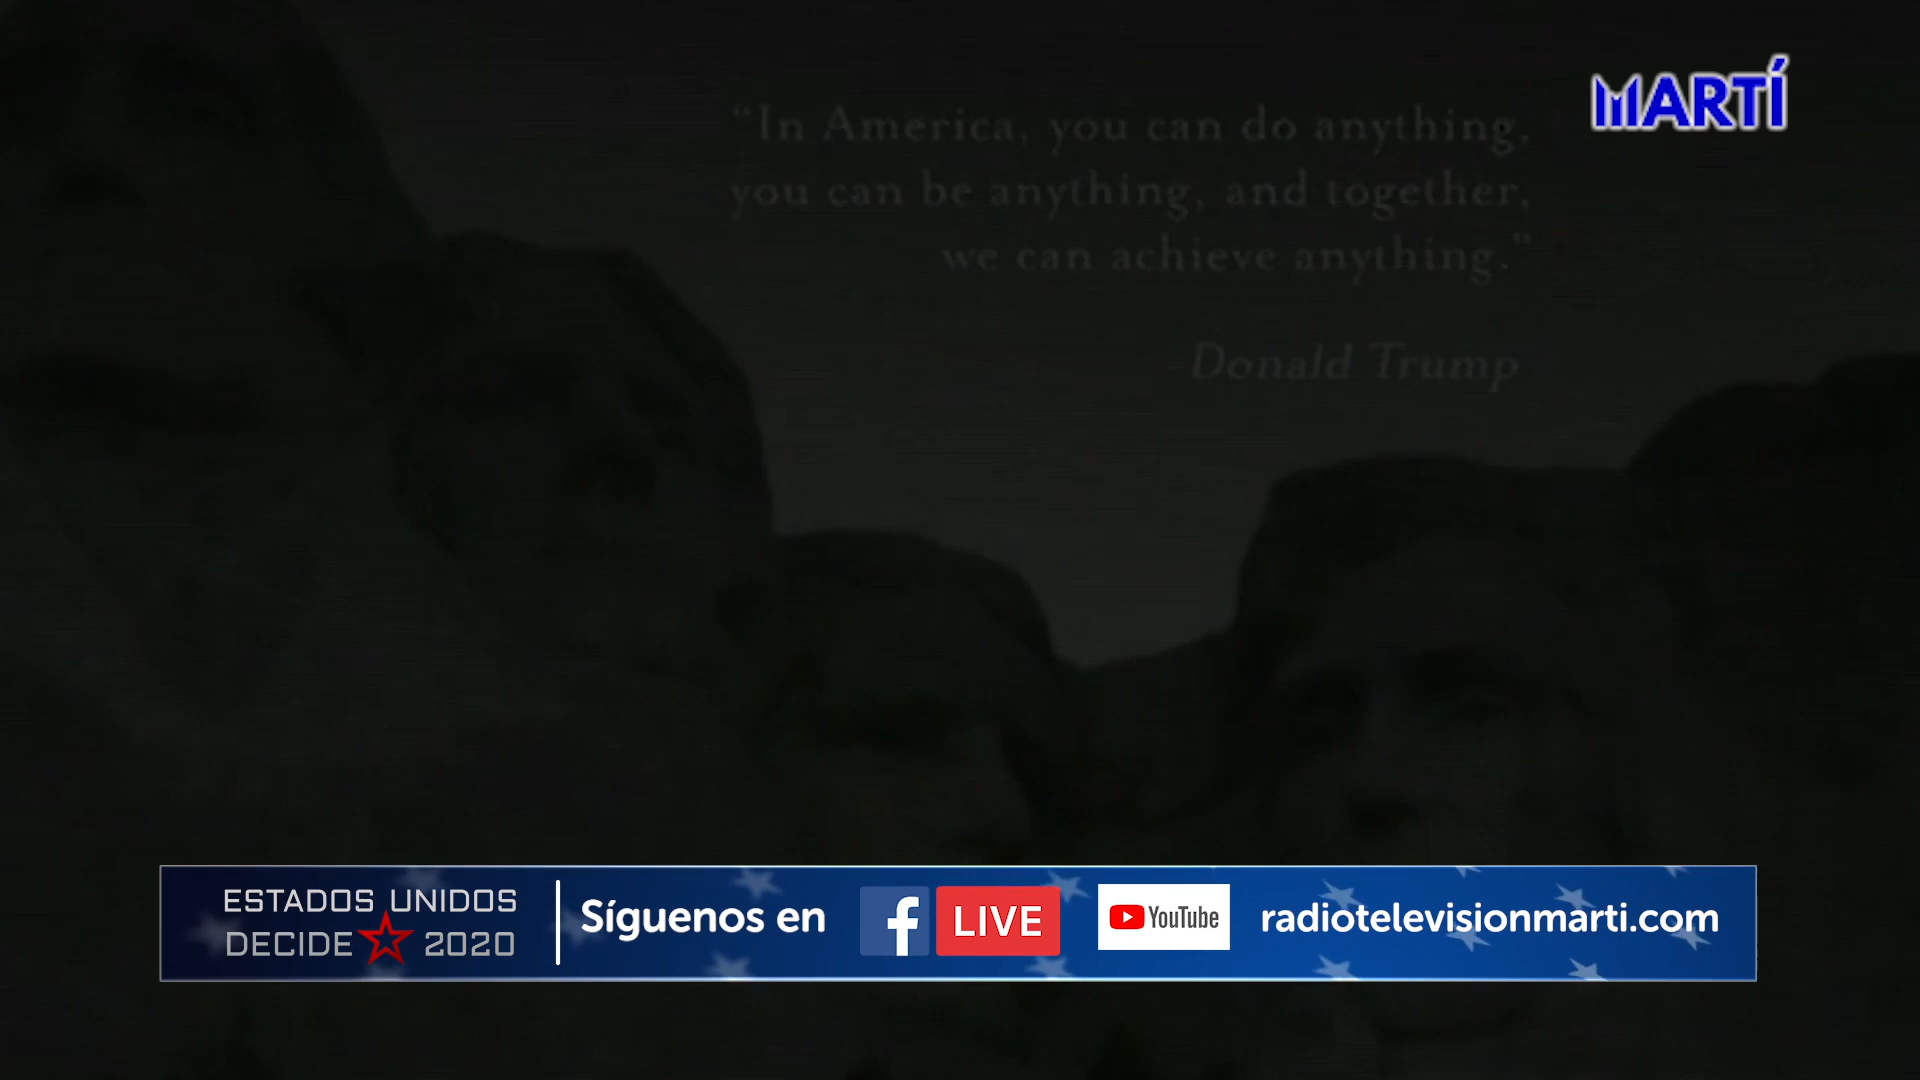 MARTÍ
“In America, you can do anything,
you can be anything, and together,
we can achieve anything.”
-Donald Trump
ESTADOS UNIDOS
DECIDE 2020
Síguenos en
f LIVE
YouTube
radiotelevisionmarti.com